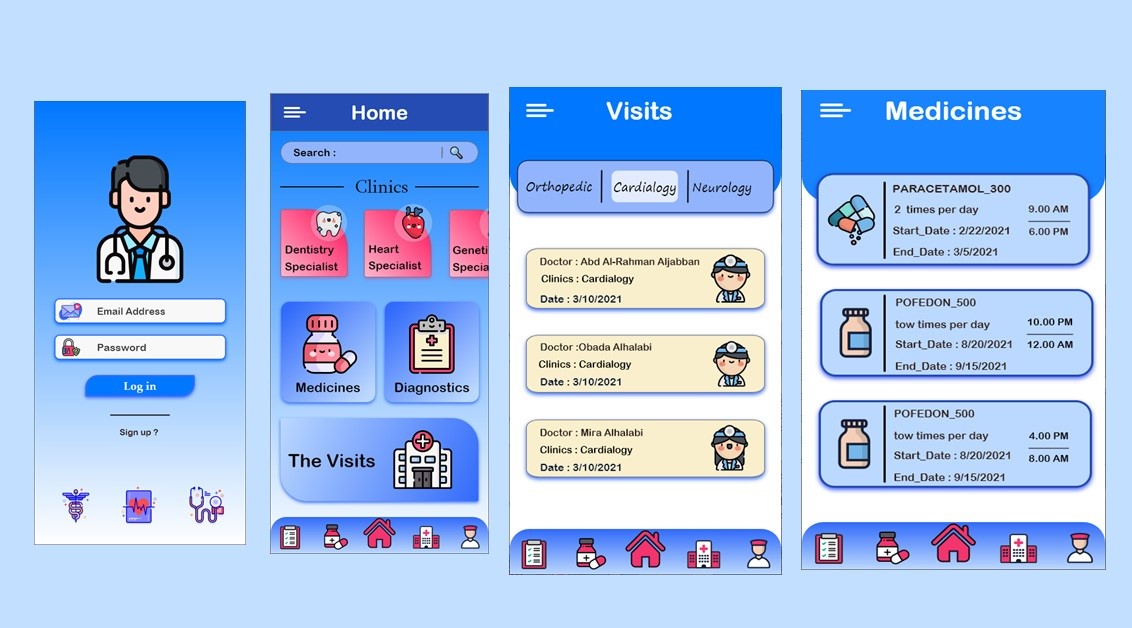 Email Address
Password
Log in
Sign up ?
Home
Search :
Clinics
Dentistry
Specialist
Heart
Specialist
Geneti
Specia
Medicines
Diagnostics
The Visits
Visits
Orthopedic
Cardialogy
Neurology
Doctor : Abd Al-Rahman Aljabban
Clinics : Cardialogy
Date : 3/10/2021
Doctor :Obada Alhalabi
Clinics : Cardialogy
Date : 3/10/2021
Doctor : Mira Alhalabi
Clinics : Cardialogy
Date : 3/10/2021
Medicines
PARACETAMOL_300
2 times per day 9.00 AM
Start_Date : 2/22/2021 6.00 PM
End_Date : 3/5/2021
POFEDON_500
tow times per day 10.00 PM
Start_Date : 8/20/2021 12.00 AM
End_Date : 9/15/2021
POFEDON_500
tow times per day 4.00 PM
Start_Date : 8/20/2021 8.00 AM
End_Date : 9/15/2021